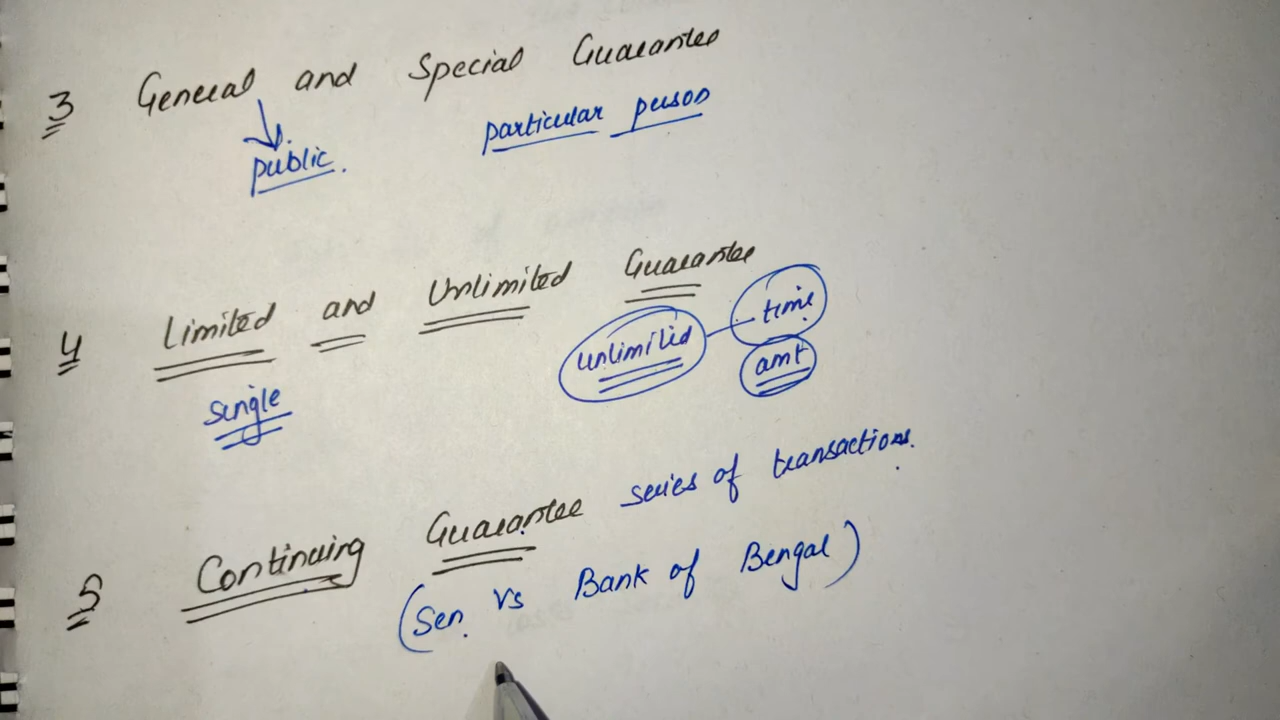 3 General and Special Guarantee
public. particular person
4 Limited and Unlimited Guarantee
single unlimited - time
amt
5 Continuing Guarantee series of transactions.
(Sen vs Bank of Bengal)